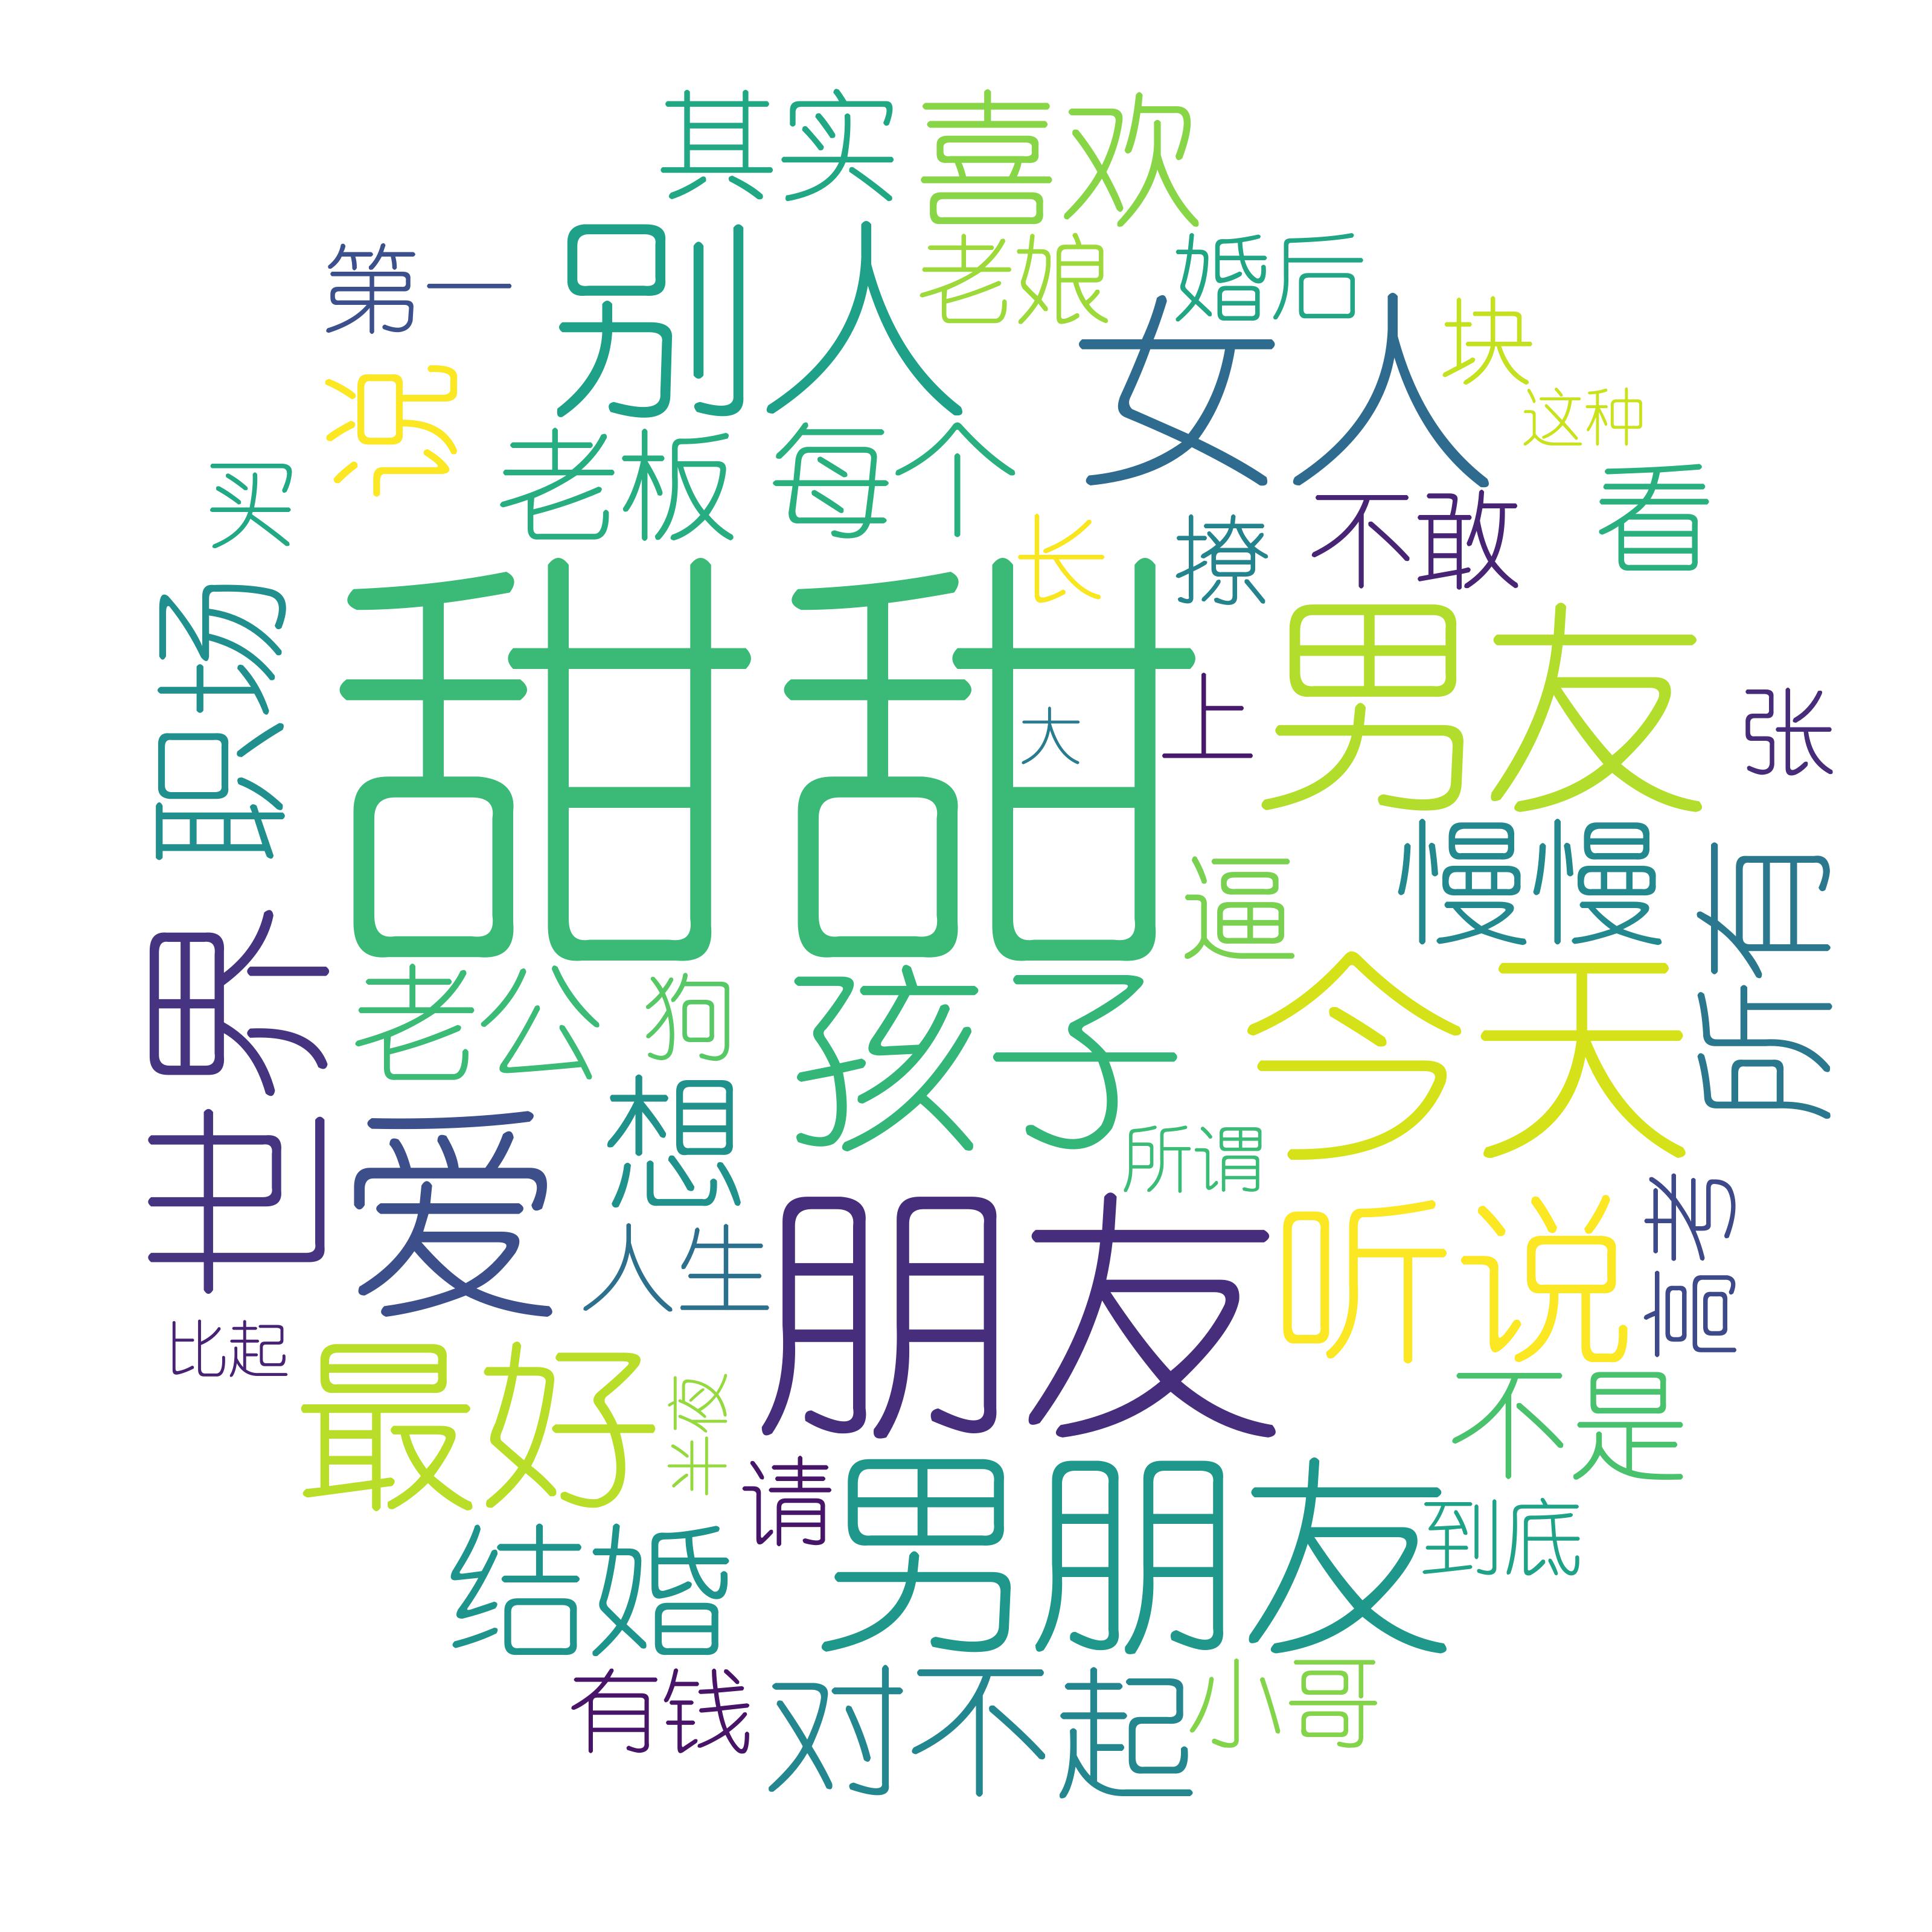 其实
喜欢
第一
别人
老娘
婚后
女人
块
这种
说
买
老板
每个
长
撩
不敢
看
职场
甜甜
大
上
男友
张
逼
慢慢
所有
世界
老公
狗
孩子
今天
想
所谓
爱
人生
朋友
听说
高秀
比起
最好
半夜
不是
请
男朋友
到底
结婚
有钱
对不起
小哥